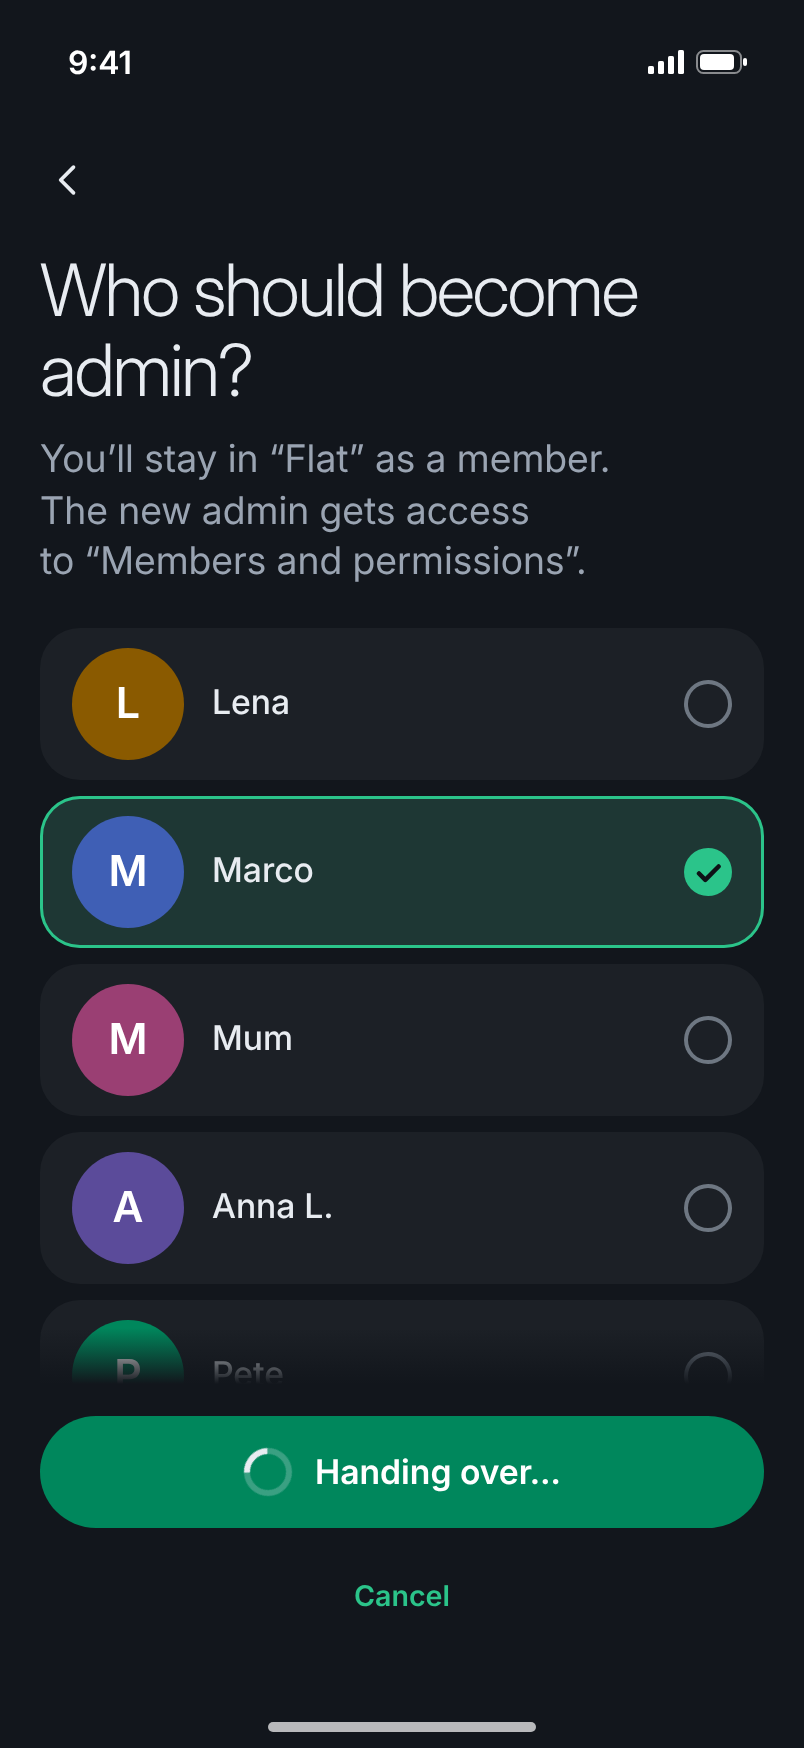 9:41
Who should become
admin?
You’ll stay in “Flat” as a member.
The new admin gets access
to “Members and permissions”.
L
Lena
M
Marco
M
Mum
A
Anna L.
P
Pete
Handing over...
Cancel